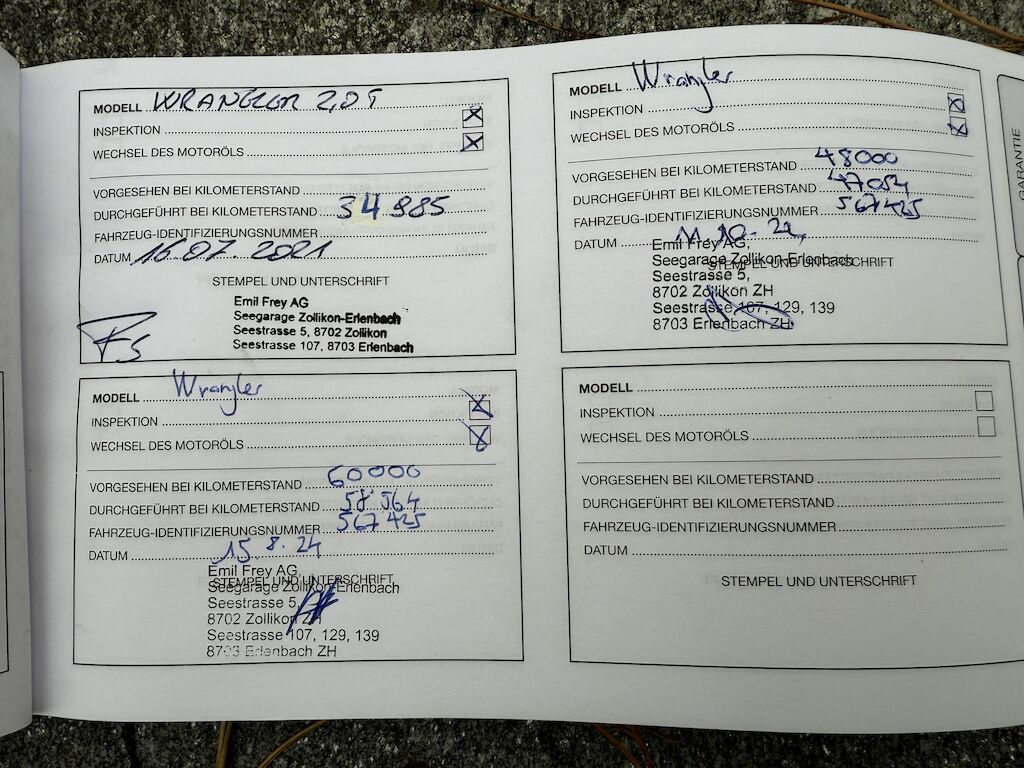 MODELL WRANGLER 2,0T
INSPEKTION
WECHSEL DES MOTORÖLS
VORGESEHEN BEI KILOMETERSTAND
DURCHGEFÜHRT BEI KILOMETERSTAND 34985
FAHRZEUG-IDENTIFIZIERUNGSNUMMER
DATUM 16.07.2021
STEMPEL UND UNTERSCHRIFT
Emil Frey AG
Seegarage Zollikon-Erlenbach
Seestrasse 5, 8702 Zollikon
Seestrasse 107, 8703 Erlenbach
MODELL Wrangler
INSPEKTION
WECHSEL DES MOTORÖLS
VORGESEHEN BEI KILOMETERSTAND 48000
DURCHGEFÜHRT BEI KILOMETERSTAND 47054
FAHRZEUG-IDENTIFIZIERUNGSNUMMER 567425
DATUM 11.10.22
STEMPEL UND UNTERSCHRIFT
Emil Frey AG,
Seegarage Zollikon-Erlenbach
Seestrasse 5,
8702 Zollikon ZH
Seestrasse 107, 129, 139
8703 Erlenbach ZH
MODELL Wrangler
INSPEKTION
WECHSEL DES MOTORÖLS
VORGESEHEN BEI KILOMETERSTAND 60000
DURCHGEFÜHRT BEI KILOMETERSTAND 58'564
FAHRZEUG-IDENTIFIZIERUNGSNUMMER 567425
DATUM 15.8.24
STEMPEL UND UNTERSCHRIFT
Emil Frey AG,
Seegarage Zollikon-Erlenbach
Seestrasse 5,
8702 Zollikon ZH
Seestrasse 107, 129, 139
8703 Erlenbach ZH
MODELL
INSPEKTION
WECHSEL DES MOTORÖLS
VORGESEHEN BEI KILOMETERSTAND
DURCHGEFÜHRT BEI KILOMETERSTAND
FAHRZEUG-IDENTIFIZIERUNGSNUMMER
DATUM
STEMPEL UND UNTERSCHRIFT
GARANTIE